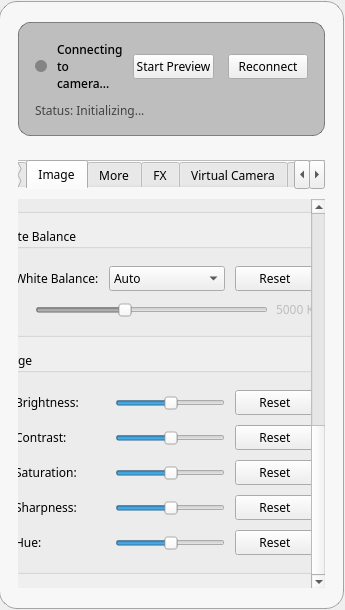 Connecting
to
camera...
Start Preview
Reconnect
Status: Initializing...
Image
More
FX
Virtual Camera
te Balance
White Balance:
Auto
Reset
5000 K
ge
Brightness:
Reset
Contrast:
Reset
Saturation:
Reset
Sharpness:
Reset
Hue:
Reset